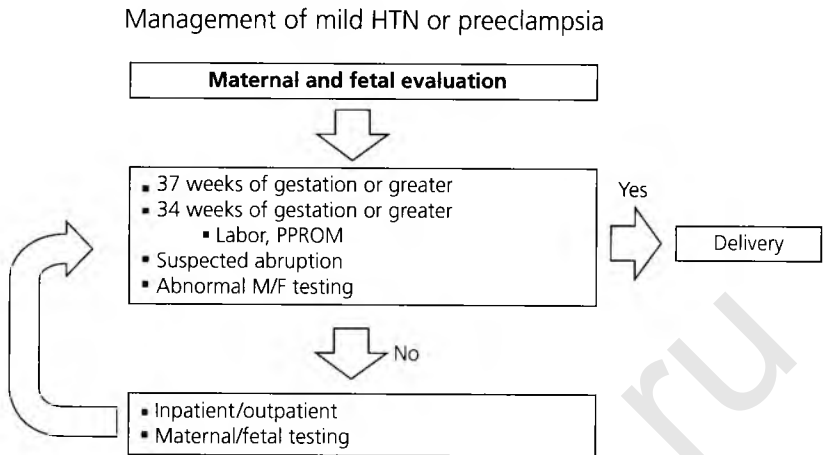 Management of mild HTN or preeclampsia
Maternal and fetal evaluation
▪ 37 weeks of gestation or greater
▪ 34 weeks of gestation or greater
▪ Labor, PPROM
▪ Suspected abruption
▪ Abnormal M/F testing
Yes
Delivery
No
▪ Inpatient/outpatient
▪ Maternal/fetal testing
ru